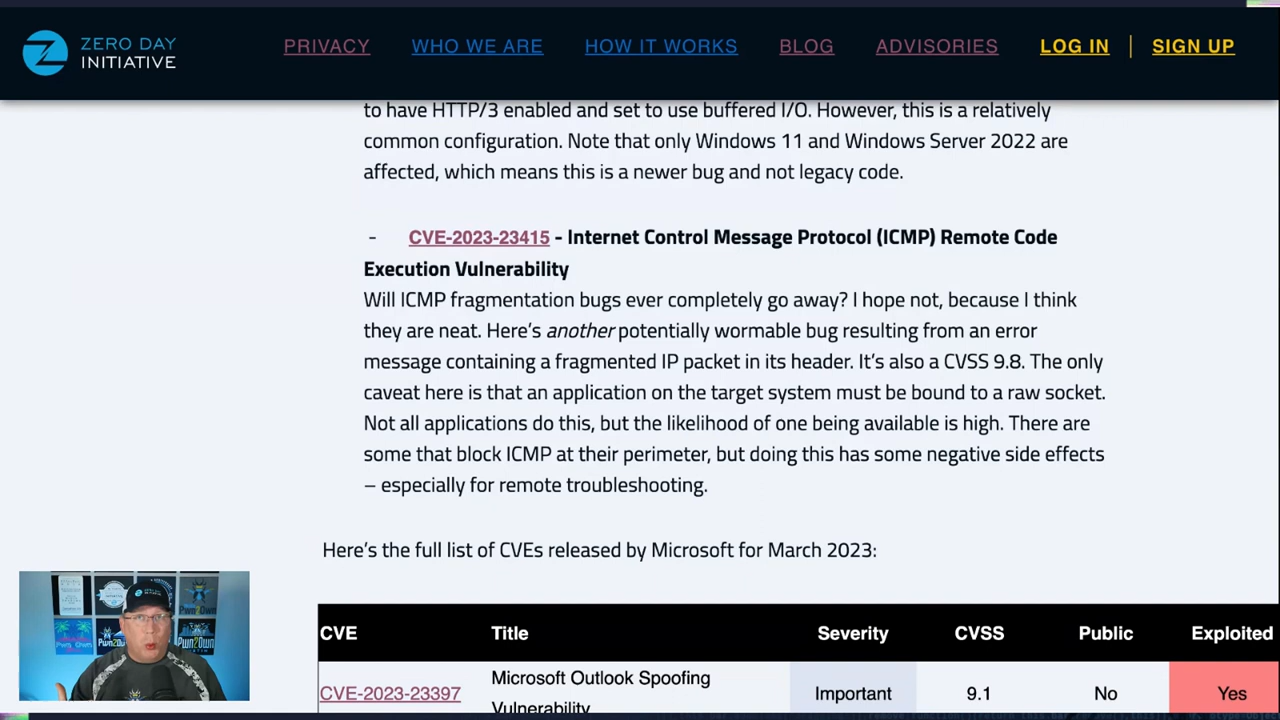 ZERO DAY
INITIATIVE
PRIVACY
WHO WE ARE
HOW IT WORKS
BLOG
ADVISORIES
LOG IN
SIGN UP
to have HTTP/3 enabled and set to use buffered I/O. However, this is a relatively
common configuration. Note that only Windows 11 and Windows Server 2022 are
affected, which means this is a newer bug and not legacy code.
- CVE-2023-23415 - Internet Control Message Protocol (ICMP) Remote Code
Execution Vulnerability
Will ICMP fragmentation bugs ever completely go away? I hope not, because I think
they are neat. Here’s another potentially wormable bug resulting from an error
message containing a fragmented IP packet in its header. It’s also a CVSS 9.8. The only
caveat here is that an application on the target system must be bound to a raw socket.
Not all applications do this, but the likelihood of one being available is high. There are
some that block ICMP at their perimeter, but doing this has some negative side effects
– especially for remote troubleshooting.
Here’s the full list of CVEs released by Microsoft for March 2023:
CVE Title Severity CVSS Public Exploited
CVE-2023-23397 Microsoft Outlook Spoofing Vulnerability Important 9.1 No Yes
Pwn2Own